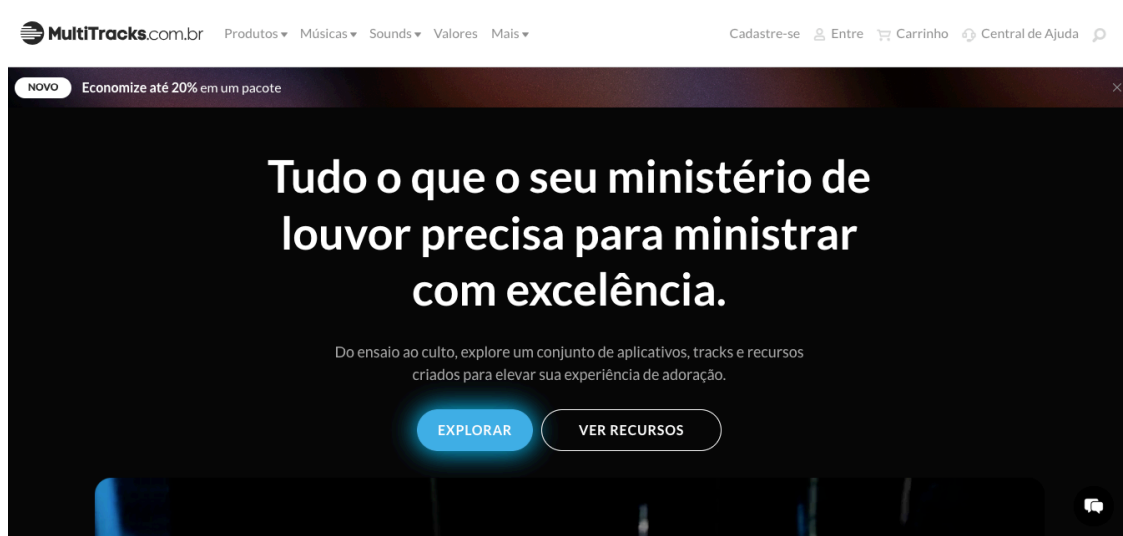 MultiTracks.com.br Produtos Músicas Sounds Valores Mais Cadastre-se Entre Carrinho Central de Ajuda
NOVO Economize até 20% em um pacote
Tudo o que o seu ministério de
louvor precisa para ministrar
com excelência.
Do ensaio ao culto, explore um conjunto de aplicativos, tracks e recursos
criados para elevar sua experiência de adoração.
EXPLORAR VER RECURSOS